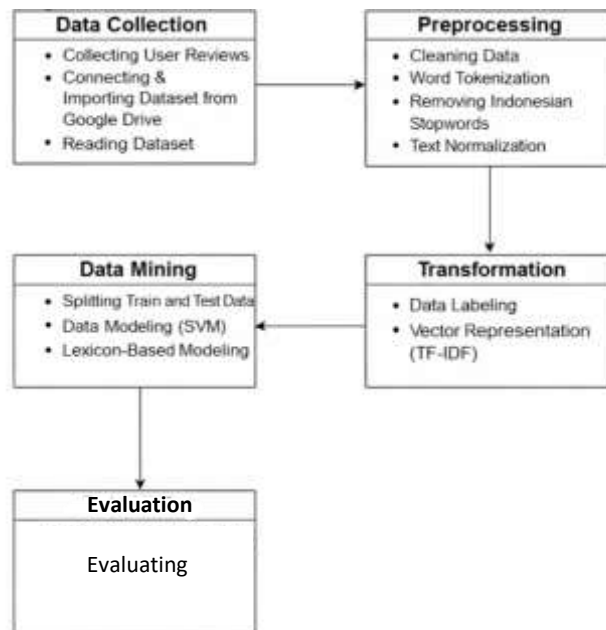 Data Collection
• Collecting User Reviews
• Connecting &
Importing Dataset from
Google Drive
• Reading Dataset
Preprocessing
• Cleaning Data
• Word Tokenization
• Removing Indonesian
Stopwords
• Text Normalization
Data Mining
• Splitting Train and Test Data
• Data Modeling (SVM)
• Lexicon-Based Modeling
Transformation
• Data Labeling
• Vector Representation
(TF-IDF)
Evaluation
Evaluating